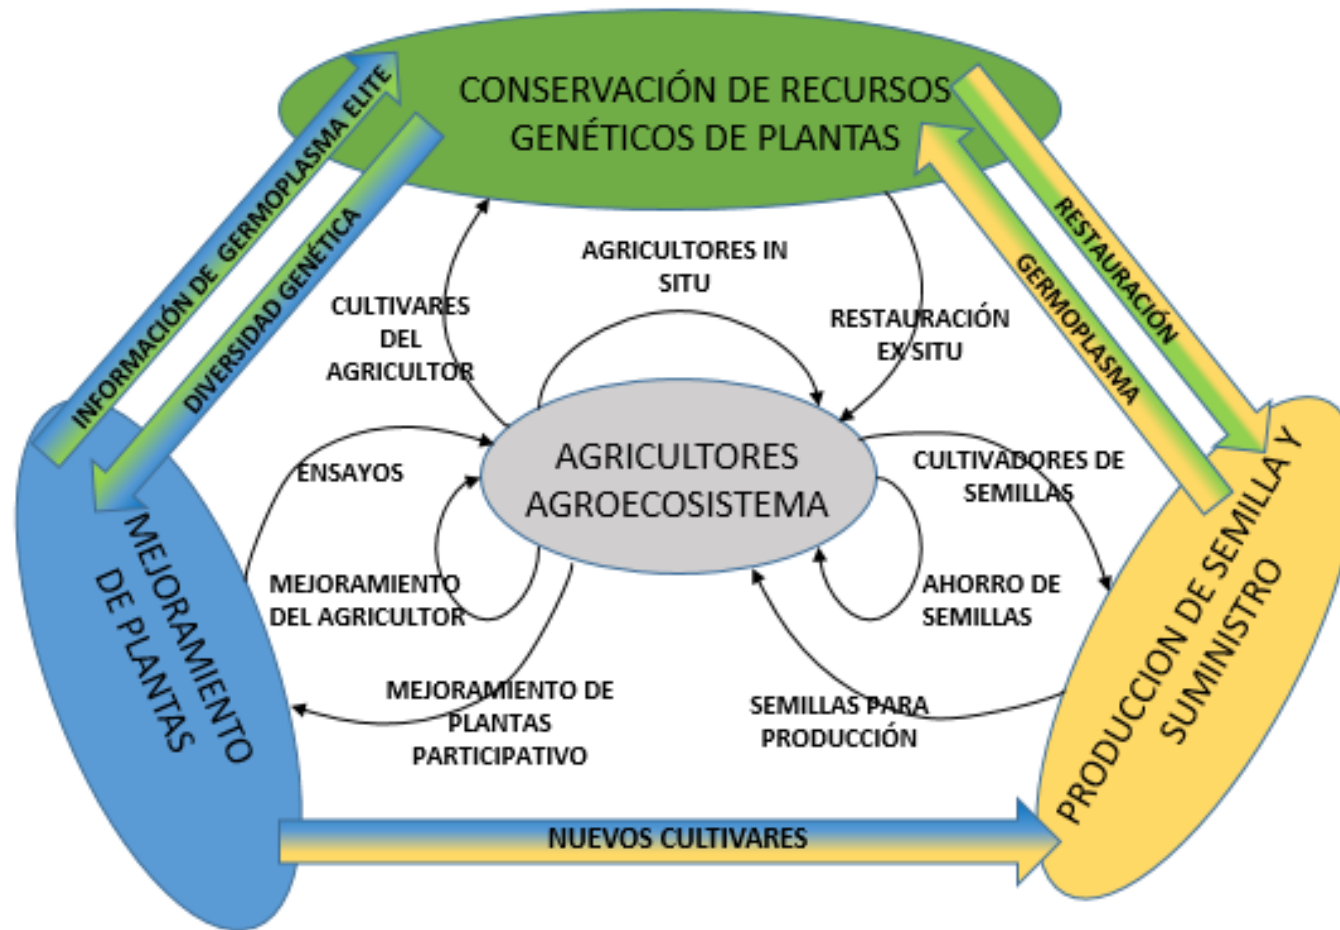 CONSERVACIÓN DE RECURSOS
GENÉTICOS DE PLANTAS
INFORMACIÓN DE GERMOPLASMA ELITE
DIVERSIDAD GENÉTICA
RESTAURACIÓN
GERMOPLASMA
AGRICULTORES IN
SITU
CULTIVARES
DEL
AGRICULTOR
RESTAURACIÓN
EX SITU
AGRICULTORES
AGROECOSISTEMA
ENSAYOS
CULTIVADORES DE
SEMILLAS
MEJORAMIENTO
DEL AGRICULTOR
AHORRO DE
SEMILLAS
MEJORAMIENTO DE
PLANTAS
PARTICIPATIVO
SEMILLAS PARA
PRODUCCIÓN
MEJORAMIENTO
DE PLANTAS
PRODUCCION DE SEMILLA Y
SUMINISTRO
NUEVOS CULTIVARES